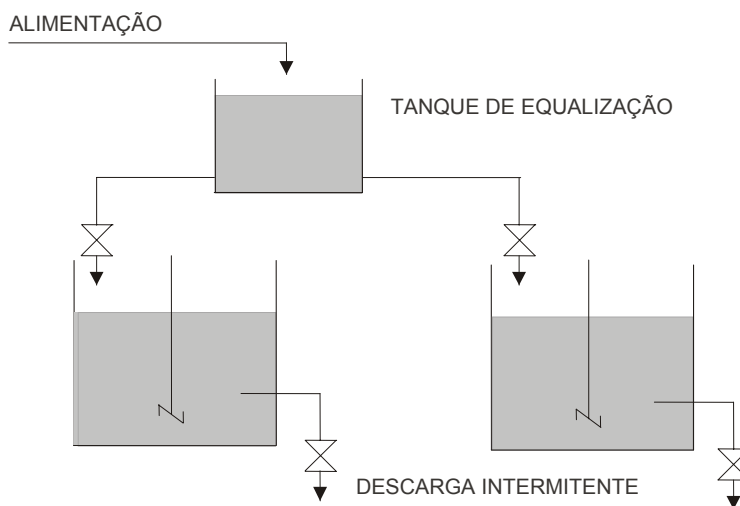 ALIMENTAÇÃO
TANQUE DE EQUALIZAÇÃO
DESCARGA INTERMITENTE